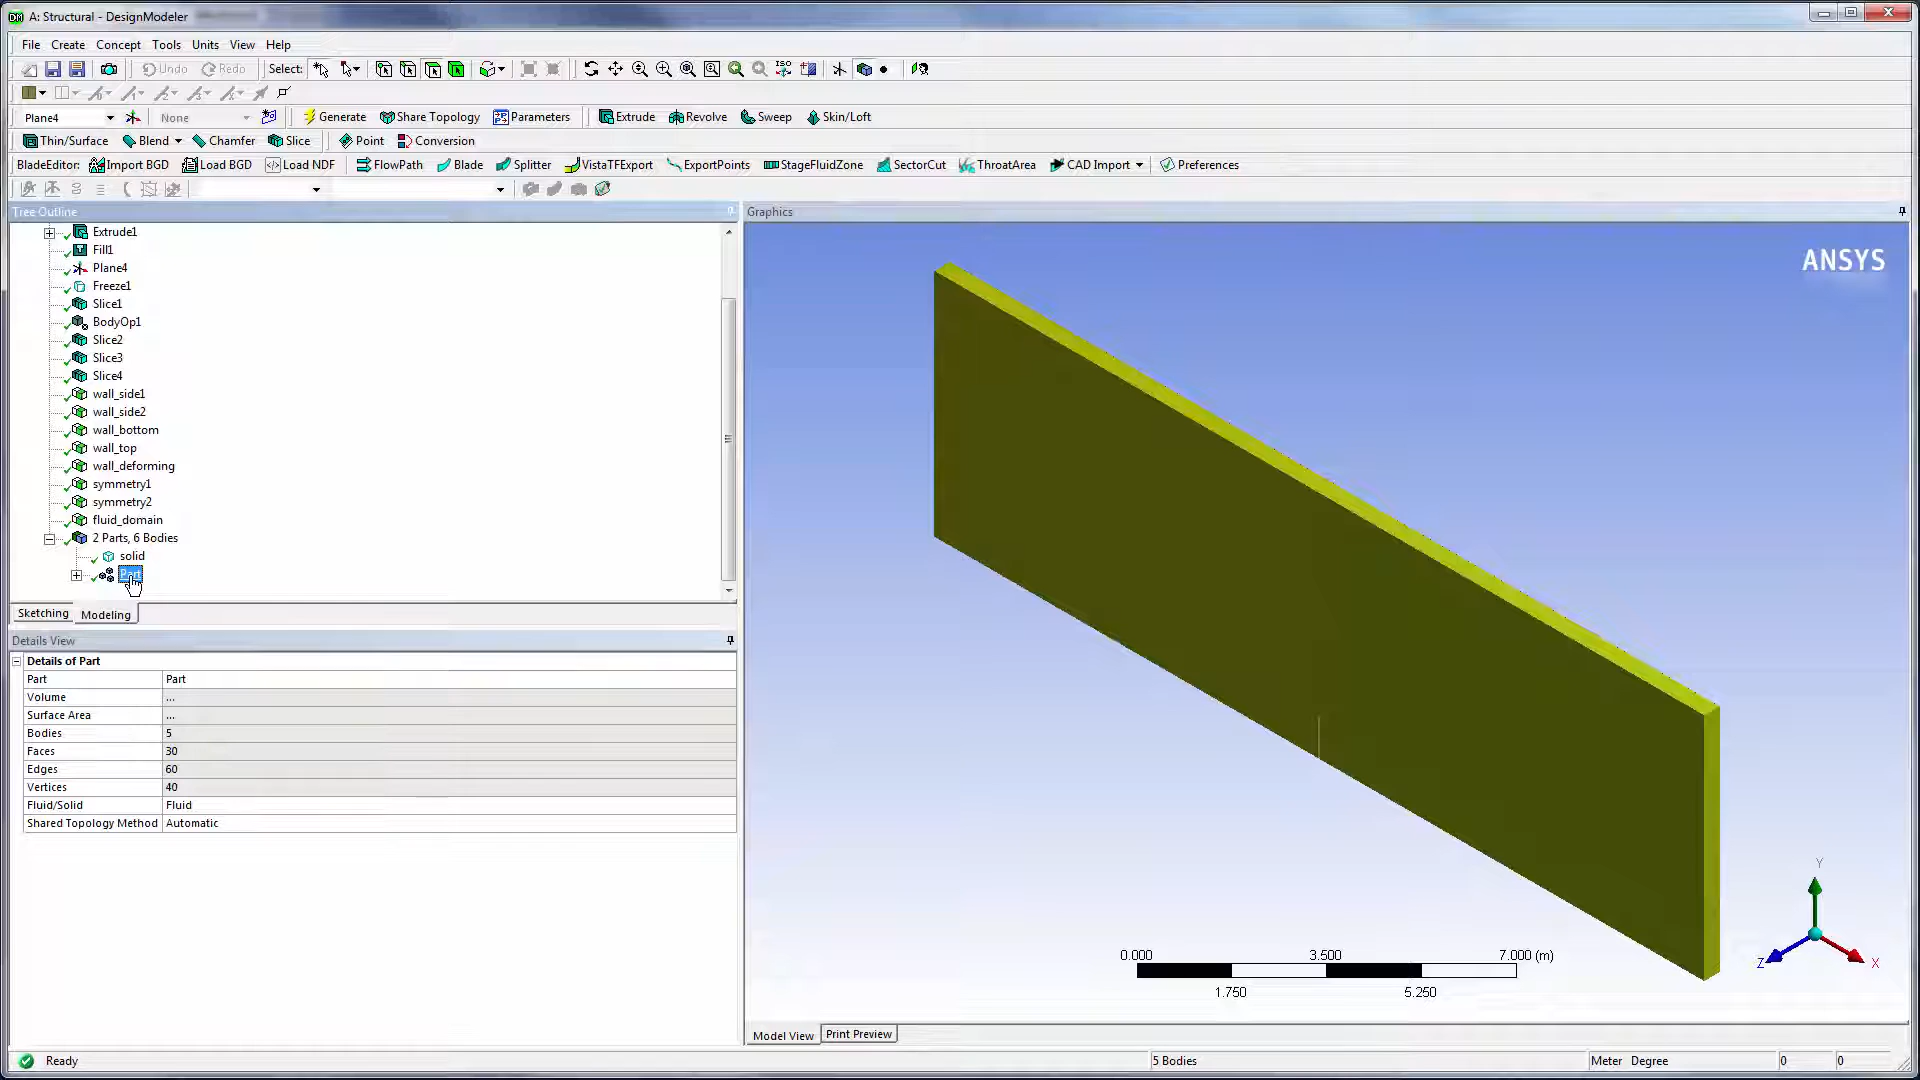 A: Structural - DesignModeler
File Create Concept Tools Units View Help
Undo Redo Select: ISO
Plane4 None Generate Share Topology Parameters Extrude Revolve Sweep Skin/Loft
Thin/Surface Blend Chamfer Slice Point Conversion
BladeEditor: Import BGD Load BGD Load NDF FlowPath Blade Splitter VistaTFExport ExportPoints StageFluidZone SectorCut ThroatArea CAD Import Preferences
Tree Outline
Extrude1
Fill1
Plane4
Freeze1
Slice1
BodyOp1
Slice2
Slice3
Slice4
wall_side1
wall_side2
wall_bottom
wall_top
wall_deforming
symmetry1
symmetry2
fluid_domain
2 Parts, 6 Bodies
solid
Part
Sketching Modeling
Details View
Details of Part
Part Part
Volume ...
Surface Area ...
Bodies 5
Faces 30
Edges 60
Vertices 40
Fluid/Solid Fluid
Shared Topology Method Automatic
Graphics
ANSYS
Y
Z
X
0.000 3.500 7.000 (m)
1.750 5.250
Model View Print Preview
Ready 5 Bodies Meter Degree 0 0